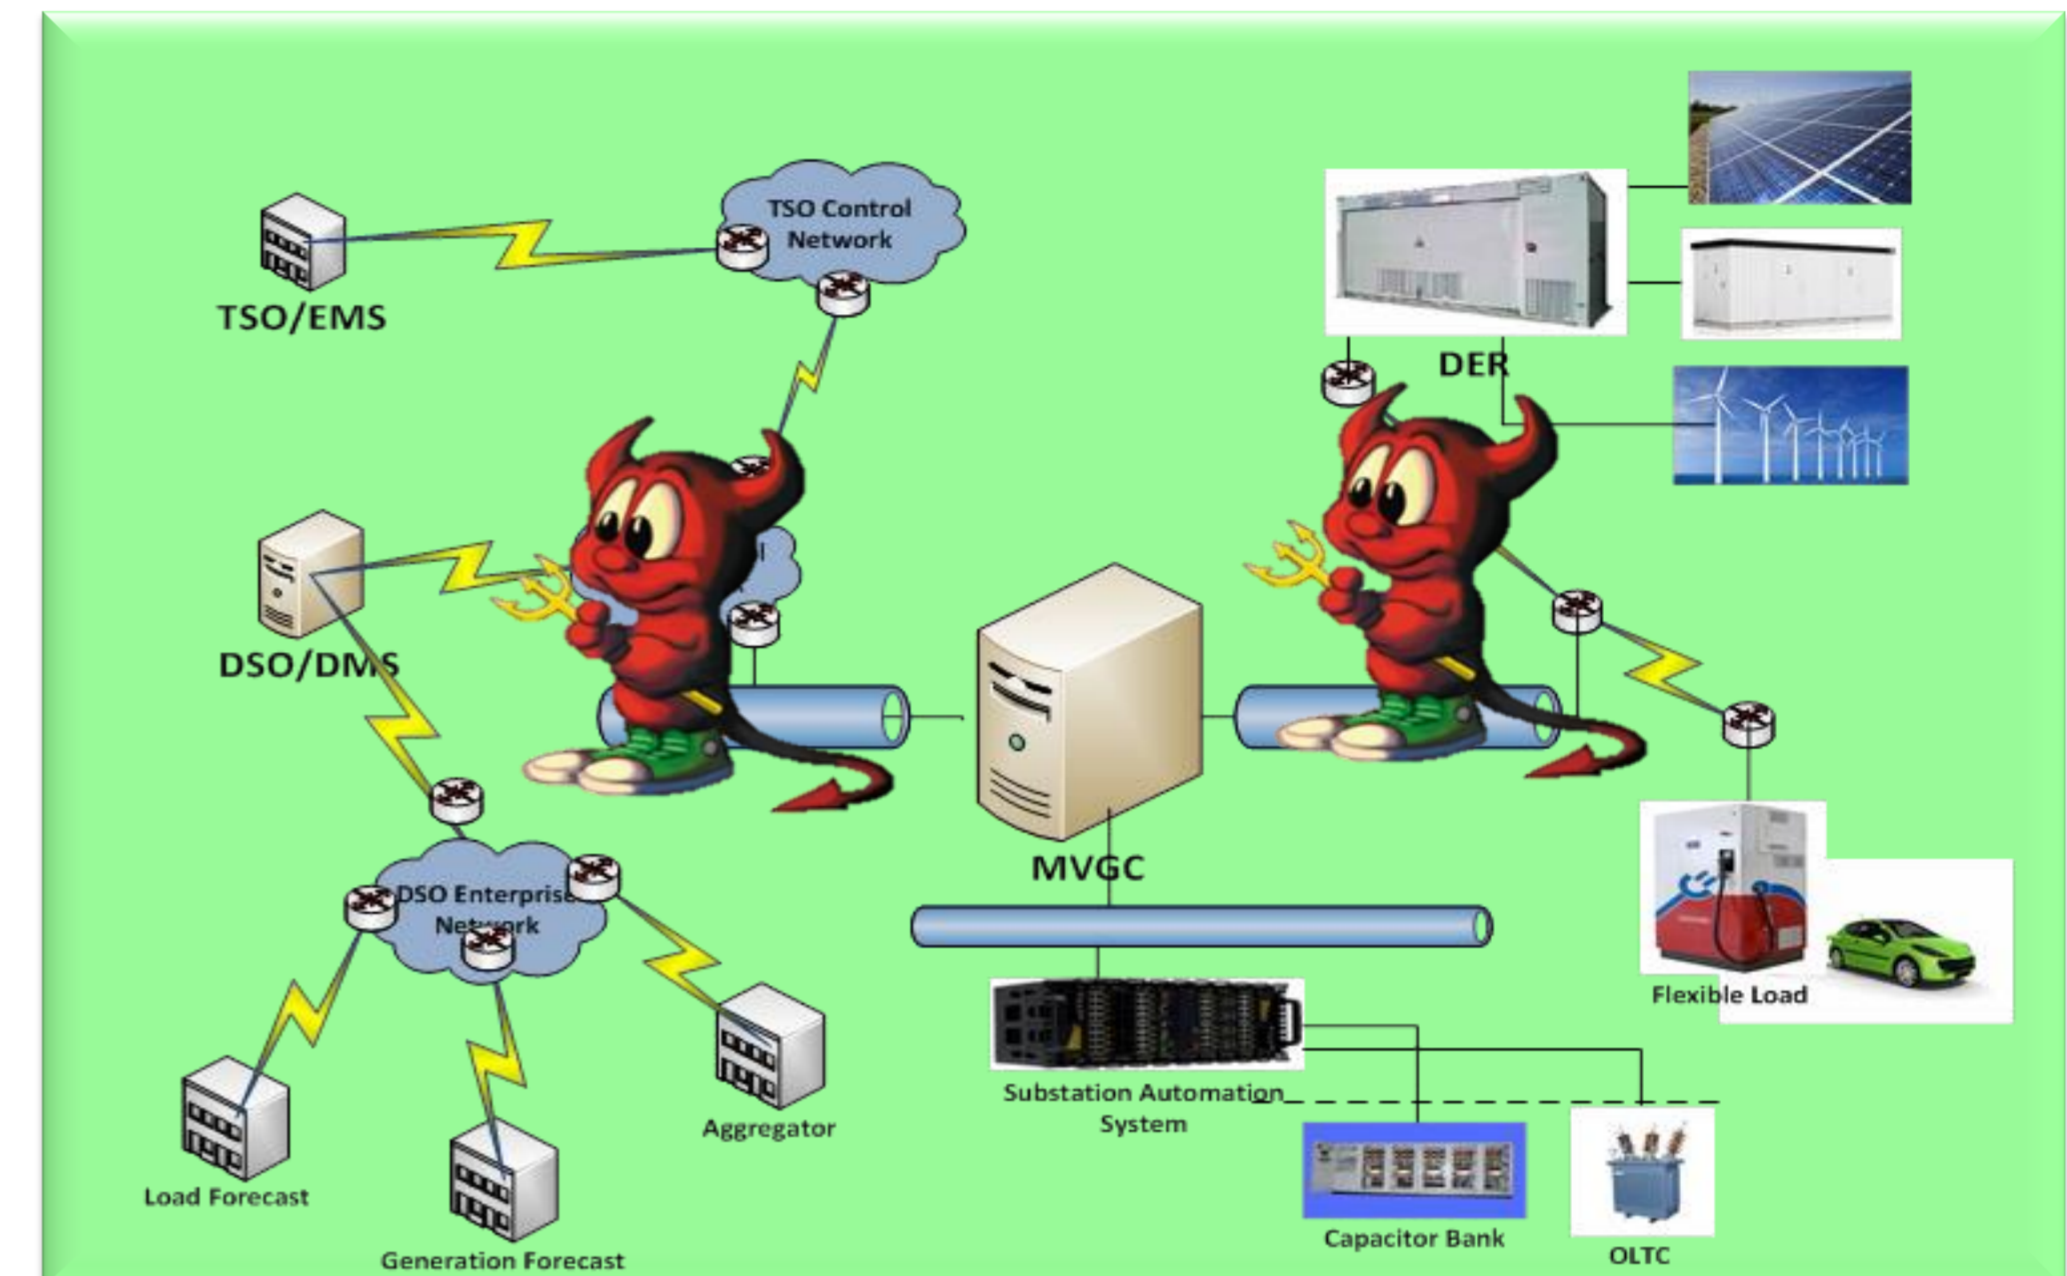 TSO Control
Network
TSO/EMS
DER
DSO/DMS
MVGC
DSO Enterprise
Network
Flexible Load
Substation Automation
System
Aggregator
Load Forecast
Capacitor Bank
Generation Forecast
OLTC